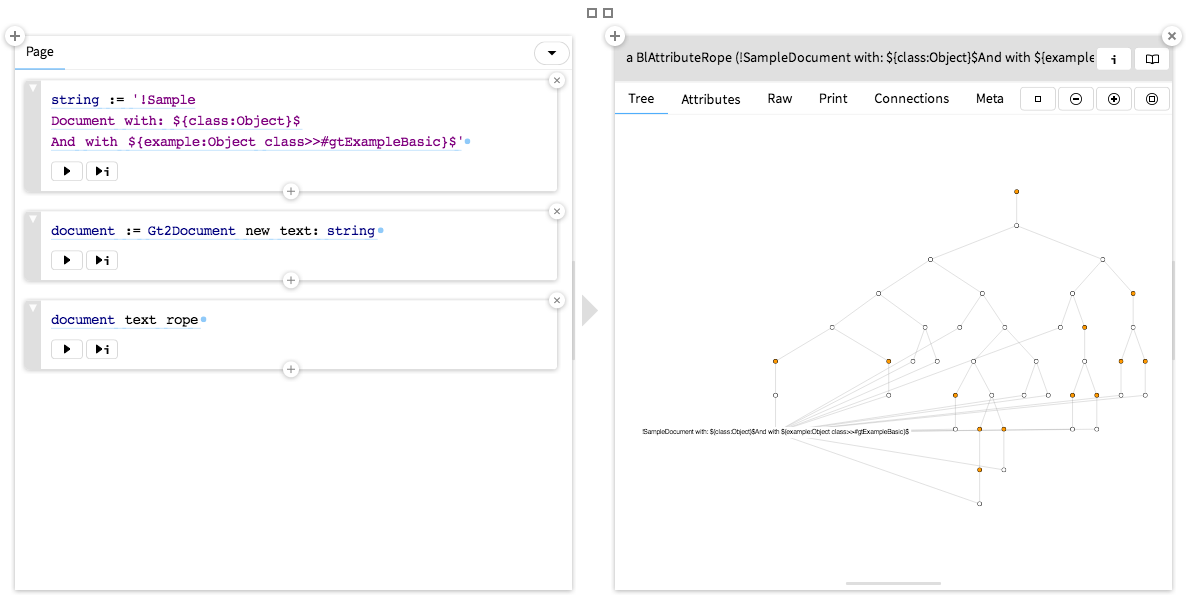 Page
string := '!Sample
Document with: ${class:Object}$
And with ${example:Object class>>#gtExampleBasic}$'
document := Gt2Document new text: string
document text rope
a BlAttributeRope (!SampleDocument with: ${class:Object}$And with ${example
Tree Attributes Raw Print Connections Meta
!SampleDocument with: ${class:Object}$And with ${example:Object class>>#gtExampleBasic}$